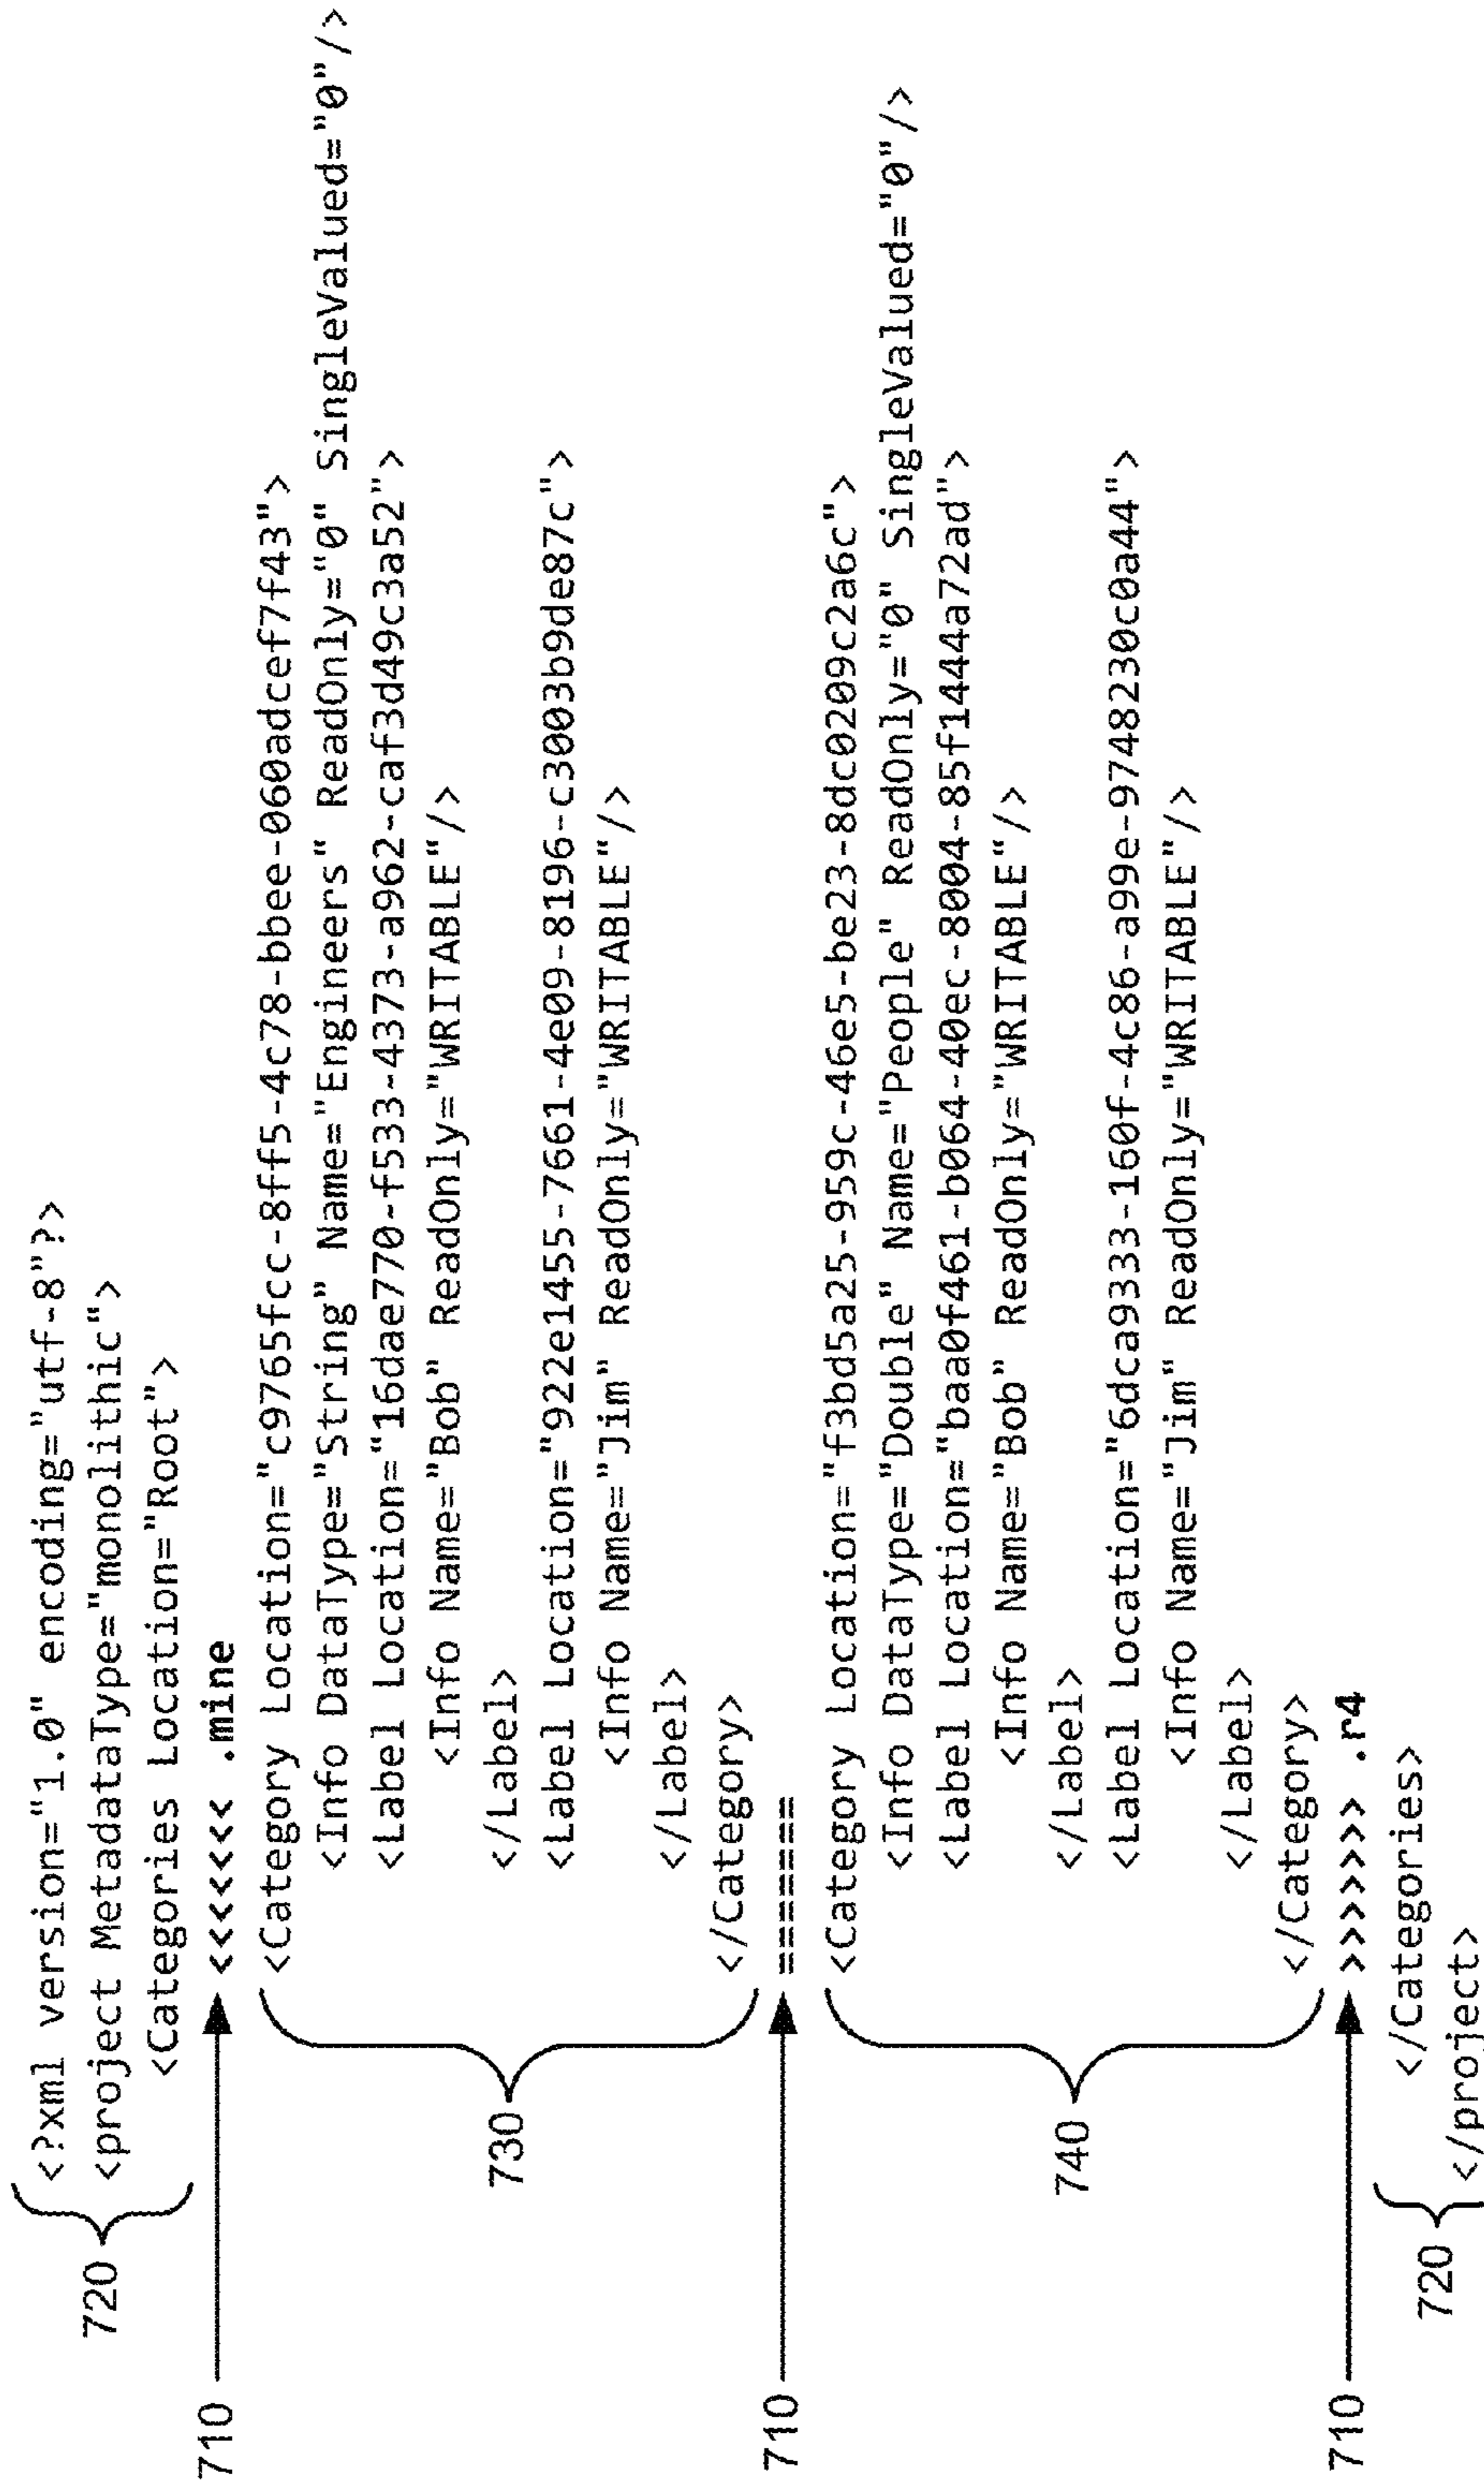 720 <?xml version="1.0" encoding="utf-8"?>
<project MetadataType="monolithic">
<Categories Location="Root">
710 <<<<<<< .mine
730 <Category Location="c9765fcc-8ff5-4c78-bbee-060adcef7f43">
<Info DataType="String" Name="Engineers" ReadOnly="0" SingleValued="0"/>
<Label Location="16dae770-f533-4373-a962-caf3d49c3a52">
<Info Name="Bob" ReadOnly="WRITABLE"/>
</Label>
<Label Location="922e1455-7661-4e09-8196-c3003b9de87c">
<Info Name="Jim" ReadOnly="WRITABLE"/>
</Label>
</Category>
710 =======
740 <Category Location="f3bd5a25-959c-46e5-be23-8dc0209c2a6c">
<Info DataType="Double" Name="People" ReadOnly="0" SingleValued="0"/>
<Label Location="baa0f461-b064-40ec-8004-85f1444a72ad">
<Info Name="Bob" ReadOnly="WRITABLE"/>
</Label>
<Label Location="6dca9333-160f-4c86-a99e-9748230c0a44">
<Info Name="Jim" ReadOnly="WRITABLE"/>
</Label>
</Category>
710 >>>>>>> .r4
720 </Categories>
</project>